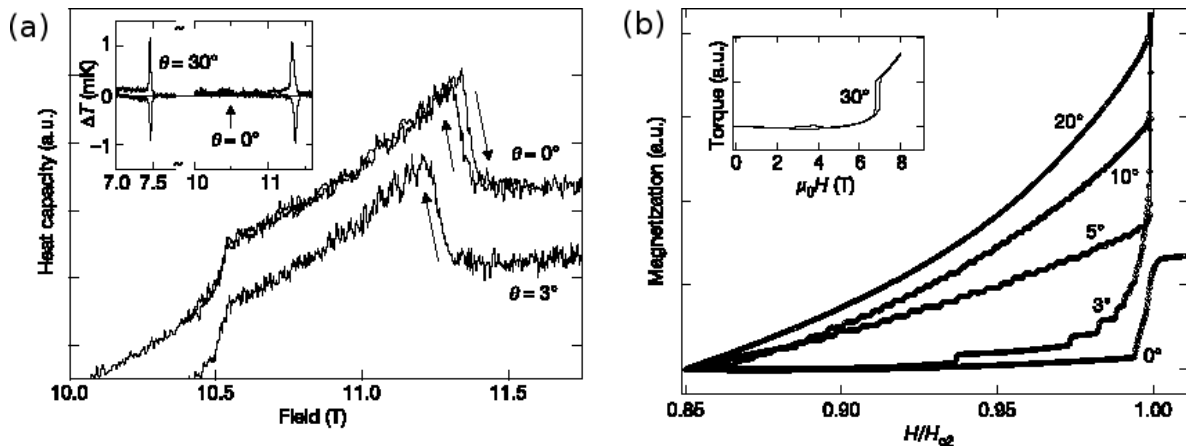 (a)
~
1
0
−1
ΔT (mK)
θ = 30°
θ = 0°
~
7.0 7.5 10 11
Heat capacity (a.u.)
θ = 0°
θ = 3°
10.0 10.5 11.0 11.5
Field (T)
(b)
Torque (a.u.)
30°
0 2 4 6 8
μ₀H (T)
Magnetization (a.u.)
20°
10°
5°
3°
0°
0.85 0.90 0.95 1.00
H/Hc2